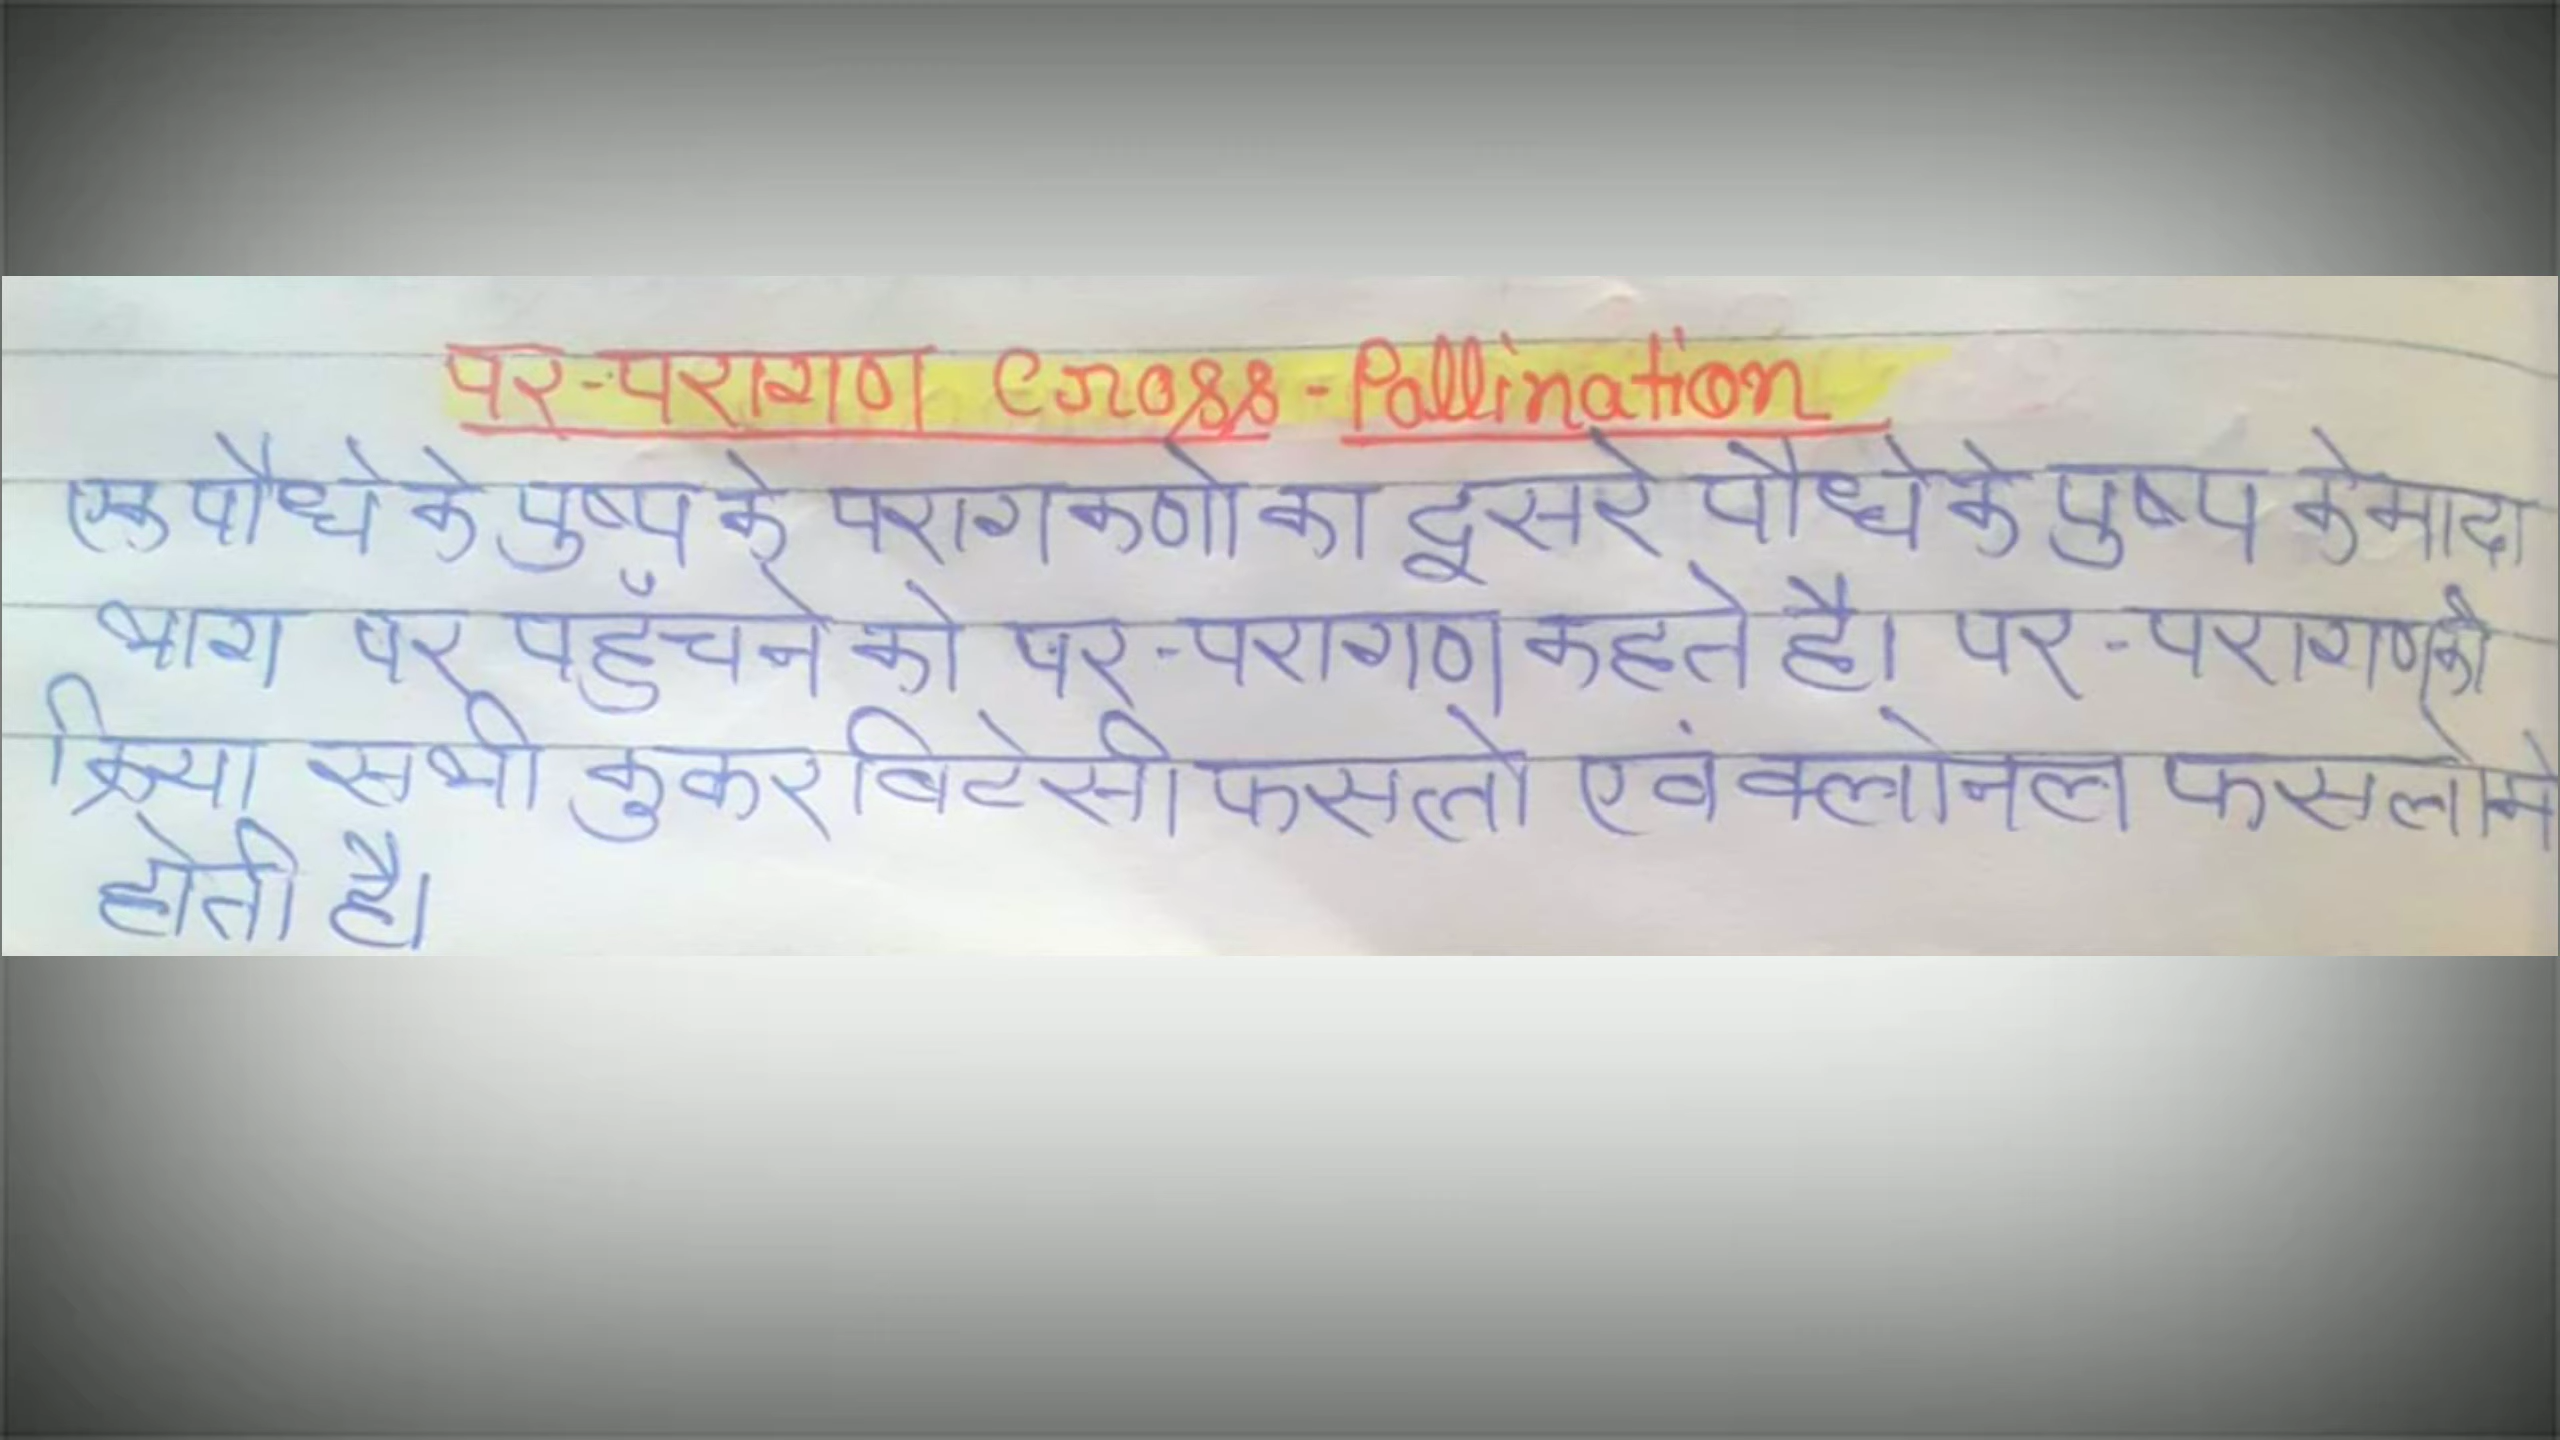 पर-परागण Cross-Pollination
एक पौधे के पुष्प के परागकणो का दूसरे पौधे के पुष्प के मादा
भाग पर पहुँचने को पर-परागण कहते है। पर-परागण की
क्रिया सभी कुकरविटेसी फसलो एवं क्लोनल फसलो मे
होती है।